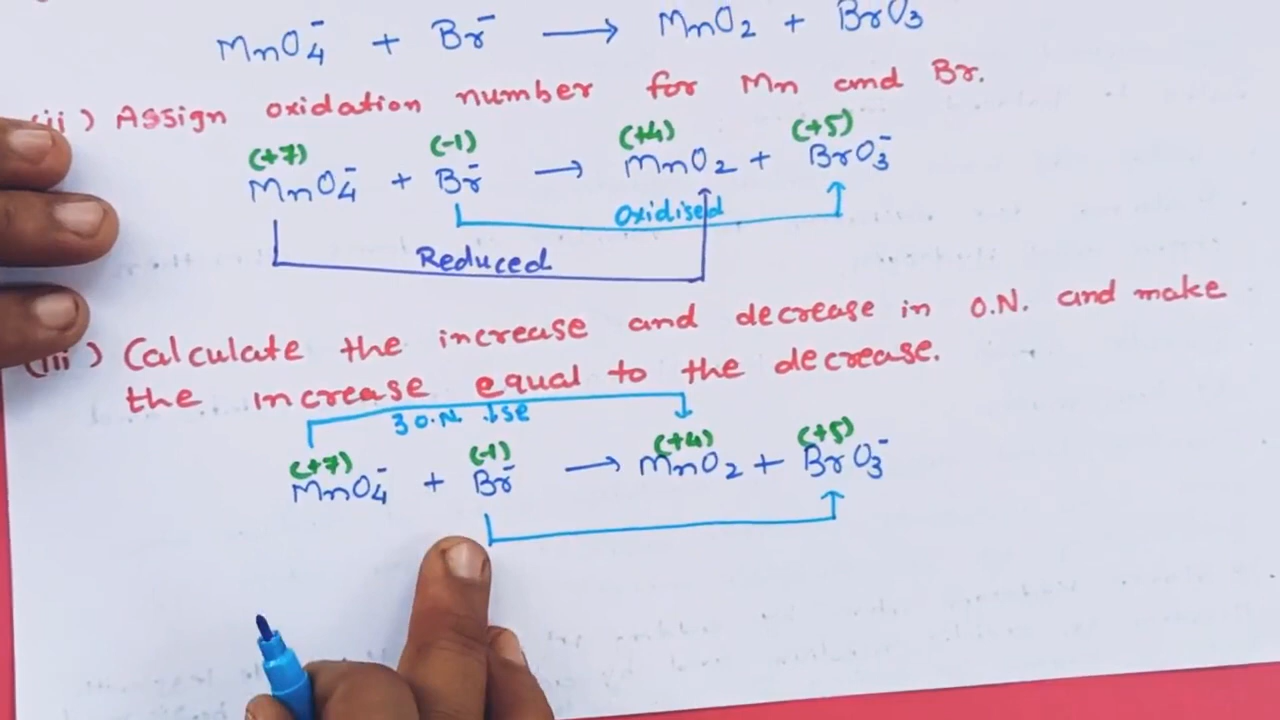 MnO₄⁻ + Br⁻ ⟶ MnO₂ + BrO₃
(ii) Assign oxidation number for Mn and Br.
(+7) (-1) (+4) (+5)
MnO₄⁻ + Br⁻ ⟶ MnO₂ + BrO₃⁻
Oxidised
Reduced
(iii) Calculate the increase and decrease in O.N. and make
the increase equal to the decrease.
3 O.N. ↓se
(+7) (-1) (+4) (+5)
MnO₄⁻ + Br⁻ ⟶ MnO₂ + BrO₃⁻